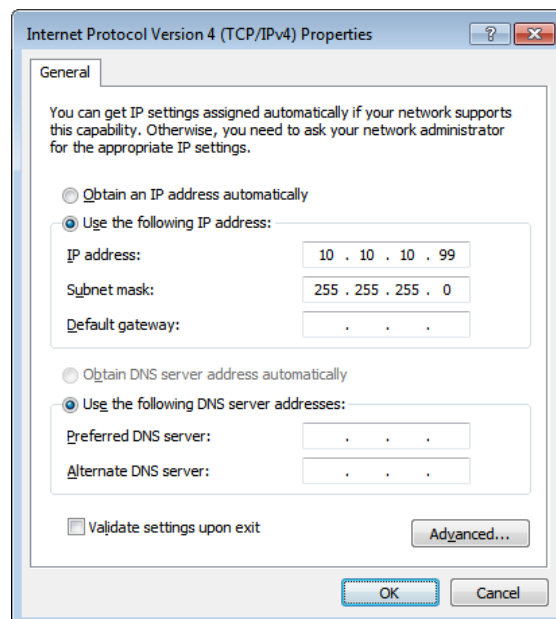 Internet Protocol Version 4 (TCP/IPv4) Properties
General
You can get IP settings assigned automatically if your network supports
this capability. Otherwise, you need to ask your network administrator
for the appropriate IP settings.
Obtain an IP address automatically
Use the following IP address:
IP address: 10 . 10 . 10 . 99
Subnet mask: 255 . 255 . 255 . 0
Default gateway: . . .
Obtain DNS server address automatically
Use the following DNS server addresses:
Preferred DNS server: . . .
Alternate DNS server: . . .
Validate settings upon exit
Advanced...
OK Cancel